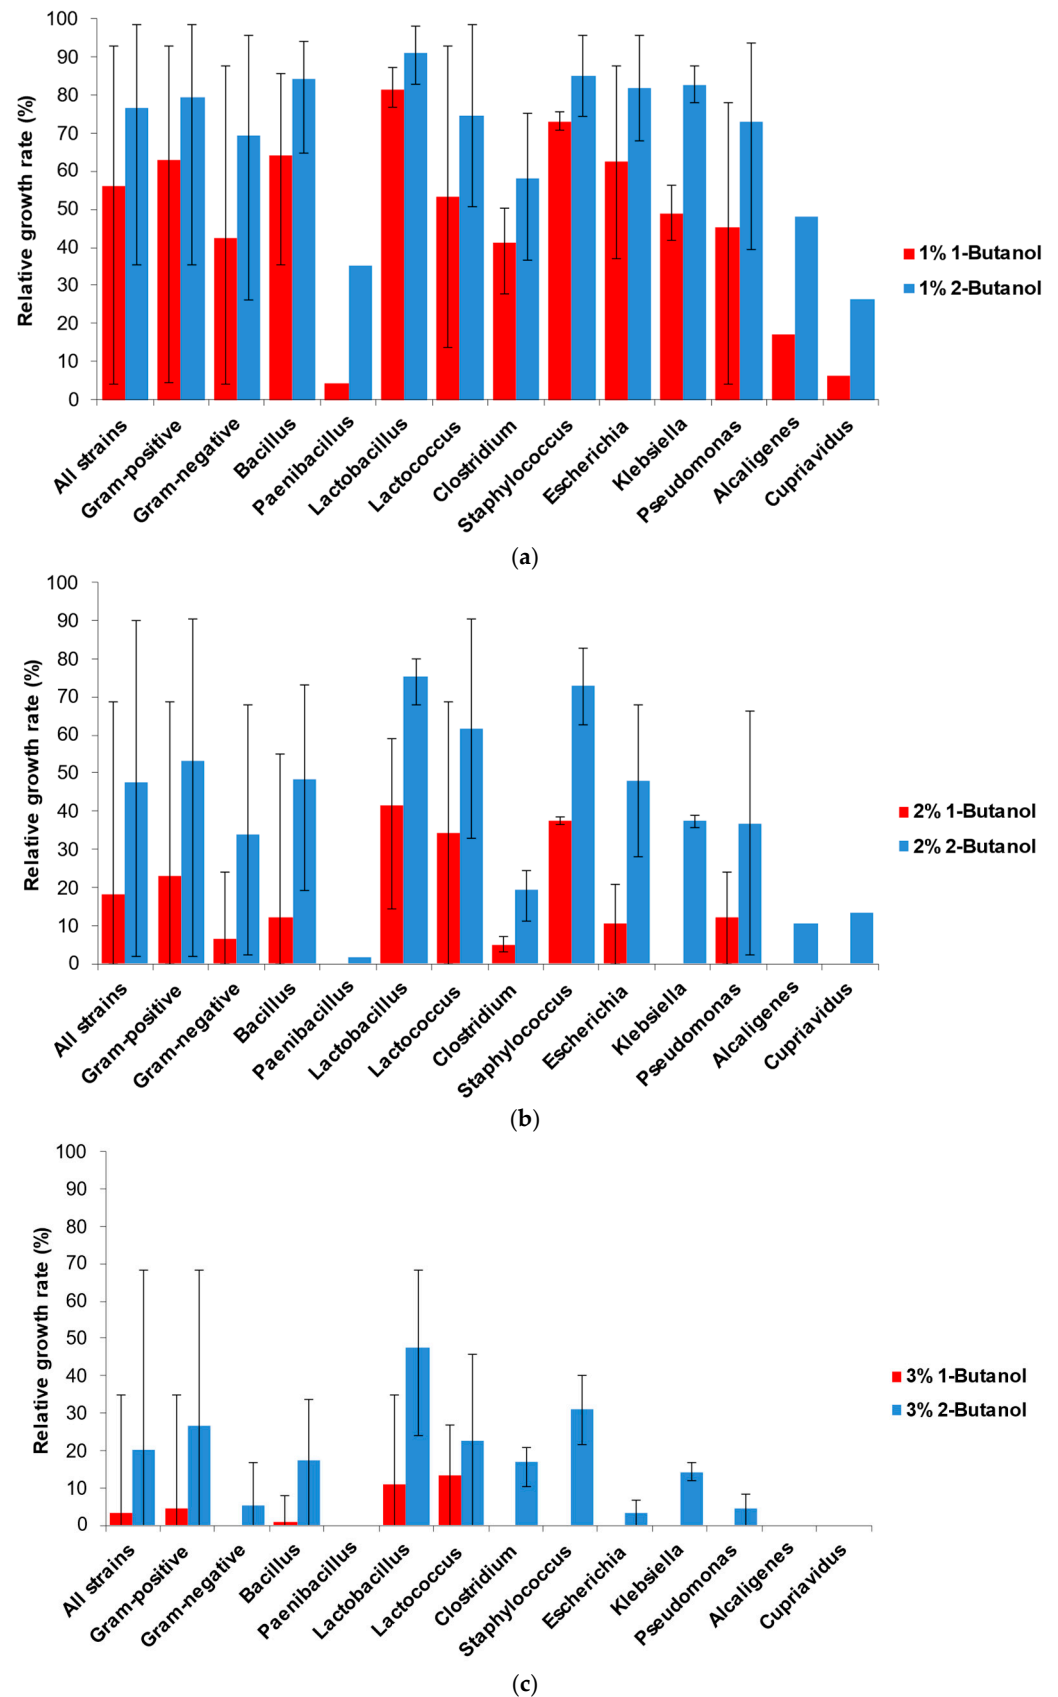 100
90
80
70
60
50
40
30
20
10
0
Relative growth rate (%)
All strains
Gram-positive
Gram-negative
Bacillus
Paenibacillus
Lactobacillus
Lactococcus
Clostridium
Staphylococcus
Escherichia
Klebsiella
Pseudomonas
Alcaligenes
Cupriavidus
1% 1-Butanol
1% 2-Butanol
(a)
100
90
80
70
60
50
40
30
20
10
0
Relative growth rate (%)
All strains
Gram-positive
Gram-negative
Bacillus
Paenibacillus
Lactobacillus
Lactococcus
Clostridium
Staphylococcus
Escherichia
Klebsiella
Pseudomonas
Alcaligenes
Cupriavidus
2% 1-Butanol
2% 2-Butanol
(b)
100
90
80
70
60
50
40
30
20
10
0
Relative growth rate (%)
All strains
Gram-positive
Gram-negative
Bacillus
Paenibacillus
Lactobacillus
Lactococcus
Clostridium
Staphylococcus
Escherichia
Klebsiella
Pseudomonas
Alcaligenes
Cupriavidus
3% 1-Butanol
3% 2-Butanol
(c)